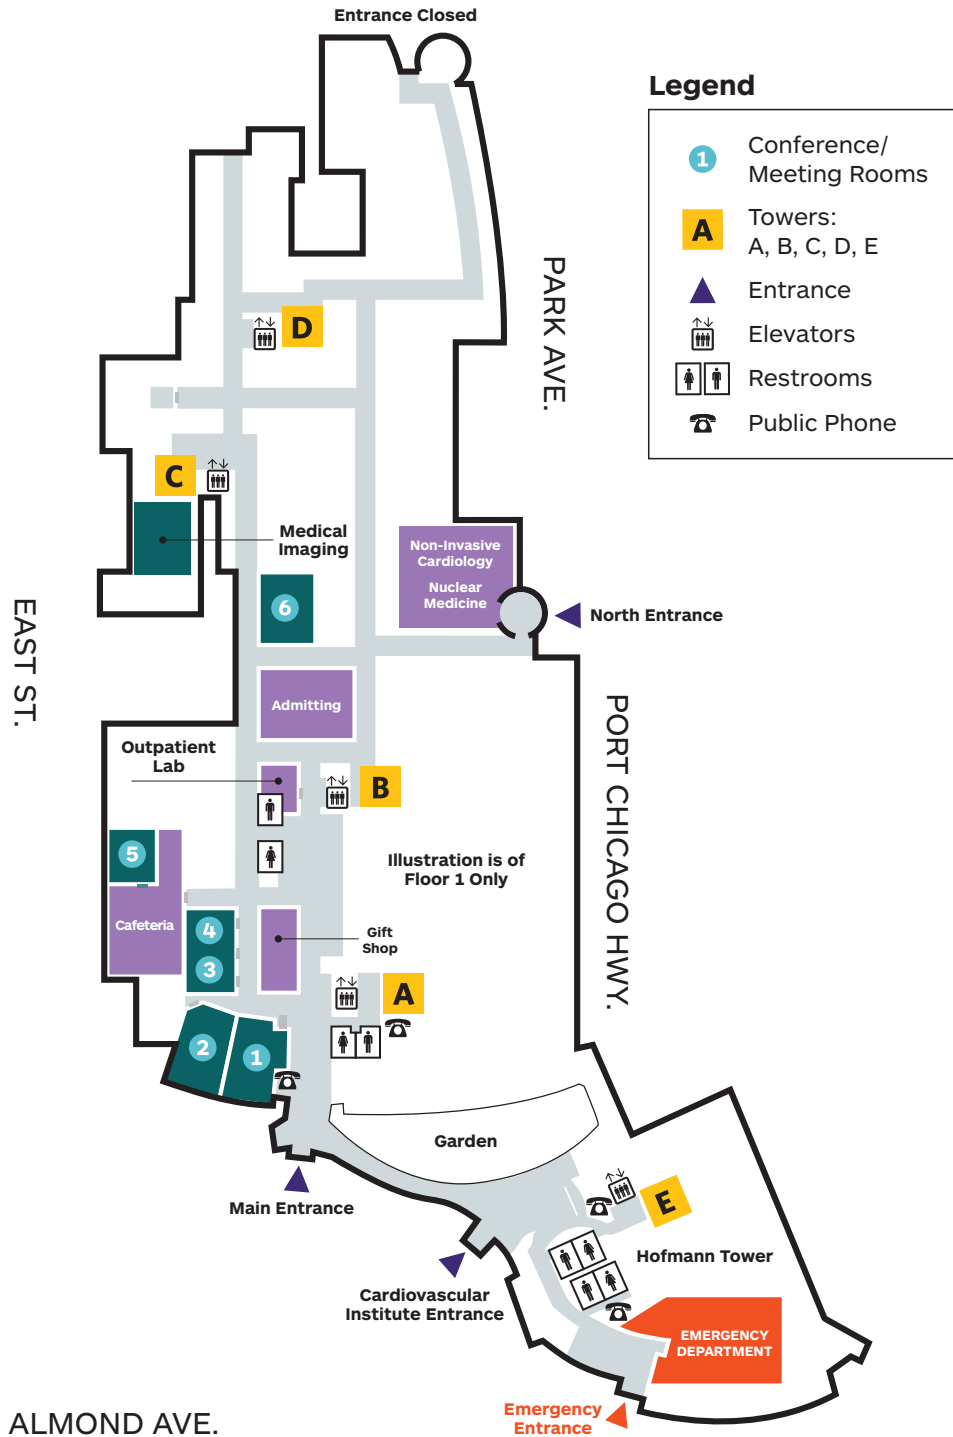 Entrance Closed
Legend
1
Conference/
Meeting Rooms
A
Towers:
A, B, C, D, E
Entrance
Elevators
Restrooms
Public Phone
PARK AVE.
D
C
Medical
Imaging
Non-Invasive
Cardiology
Nuclear
Medicine
6
North Entrance
EAST ST.
Admitting
PORT CHICAGO HWY.
Outpatient
Lab
B
5
Illustration is of
Floor 1 Only
Cafeteria
4
3
Gift
Shop
A
2
1
Garden
Main Entrance
E
Hofmann Tower
Cardiovascular
Institute Entrance
EMERGENCY
DEPARTMENT
Emergency
Entrance
ALMOND AVE.